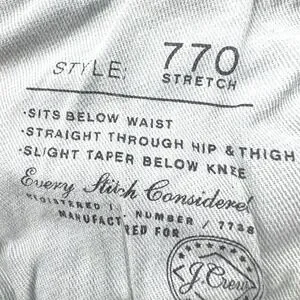 STYLE: 770
STRETCH
·SITS BELOW WAIST
·STRAIGHT THROUGH HIP & THIGH
·SLIGHT TAPER BELOW KNEE
Every Stitch Considered
REGISTERED NUMBER / 7738
MANUFACT RED FOR
J.Crew